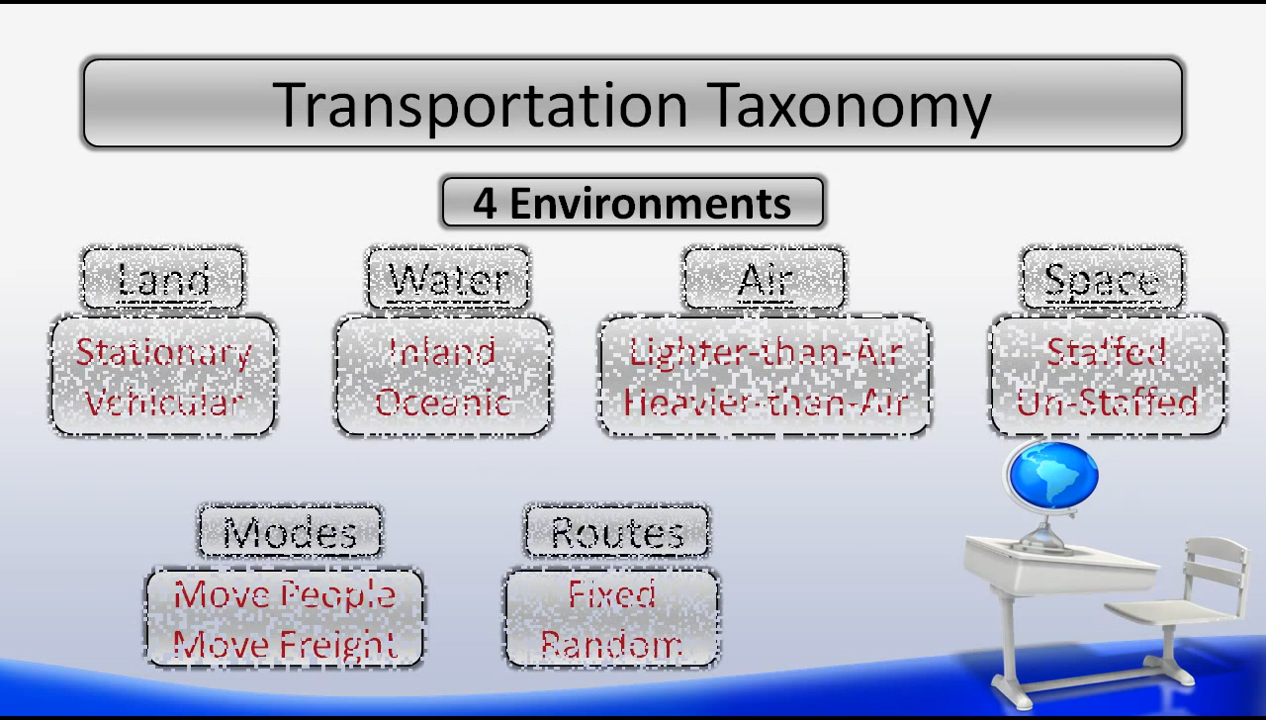 Transportation Taxonomy
4 Environments
Land
Stationary
Vehicular
Water
Inland
Oceanic
Air
Lighter-than-Air
Heavier-than-Air
Space
Staffed
Un-Staffed
Modes
Move People
Move Freight
Routes
Fixed
Random